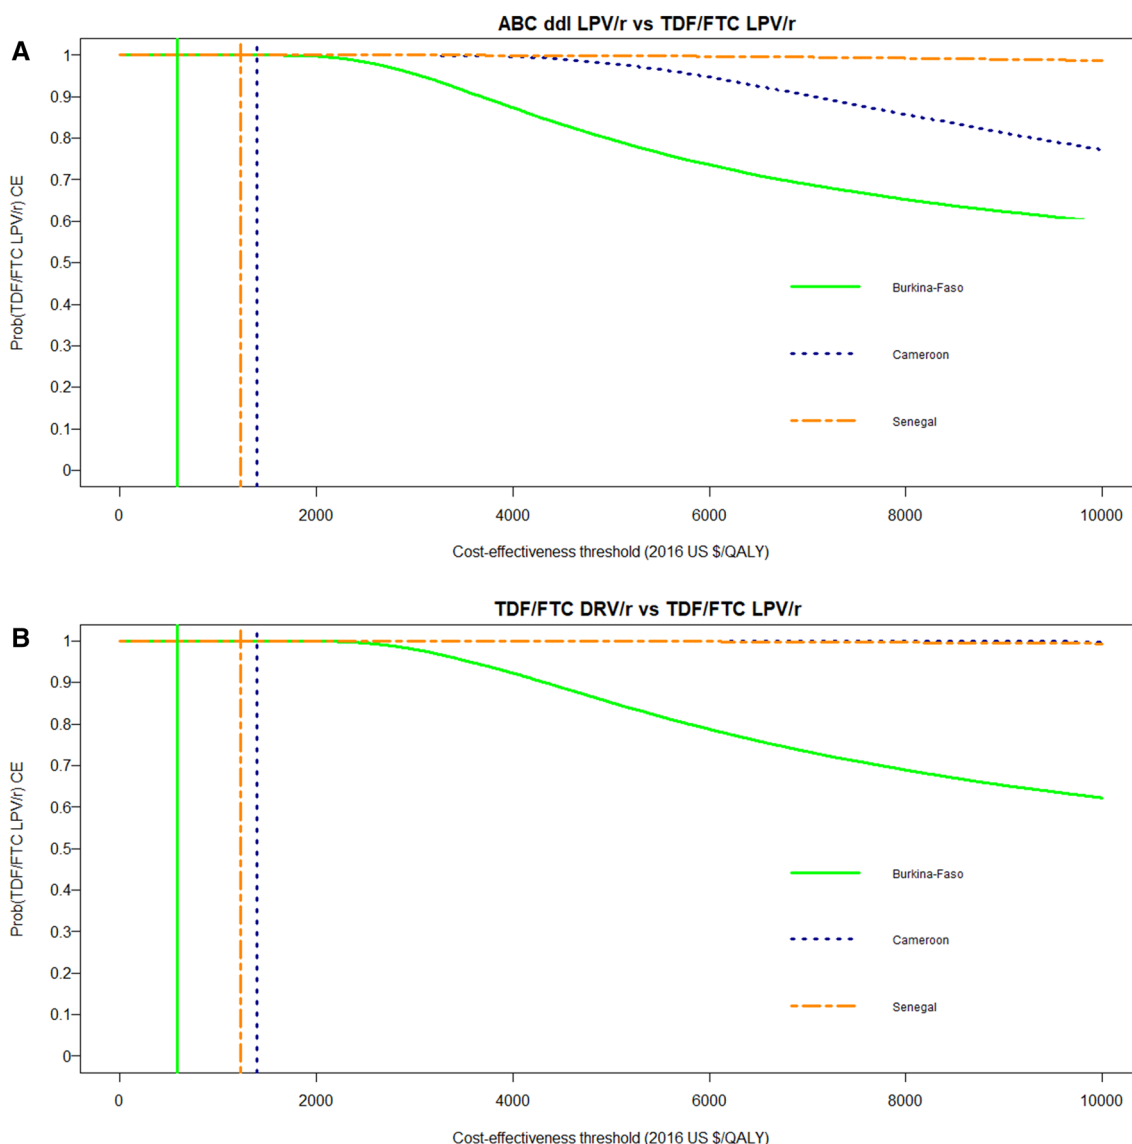 A
ABC ddI LPV/r vs TDF/FTC LPV/r
Prob(TDF/FTC LPV/r) CE
1
0.9
0.8
0.7
0.6
0.5
0.4
0.3
0.2
0.1
0
Burkina-Faso
Cameroon
Senegal
0 2000 4000 6000 8000 10000
Cost-effectiveness threshold (2016 US $/QALY)
B
TDF/FTC DRV/r vs TDF/FTC LPV/r
Prob(TDF/FTC LPV/r) CE
1
0.9
0.8
0.7
0.6
0.5
0.4
0.3
0.2
0.1
0
Burkina-Faso
Cameroon
Senegal
0 2000 4000 6000 8000 10000
Cost-effectiveness threshold (2016 US $/QALY)